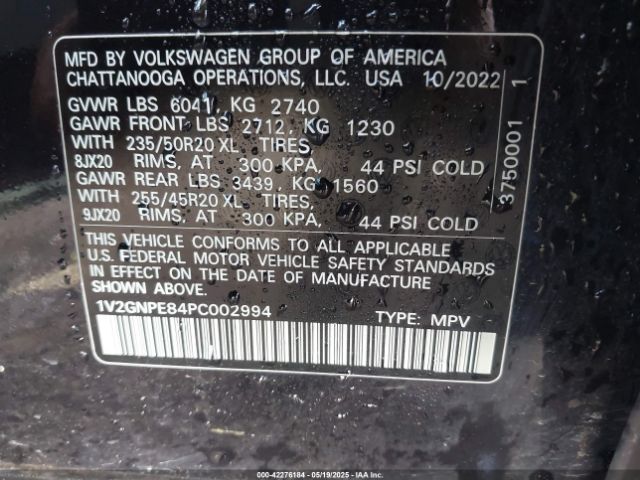 MFD BY VOLKSWAGEN GROUP OF AMERICA
CHATTANOOGA OPERATIONS, LLC. USA 10/2022
GVWR LBS 6041, KG 2740
GAWR FRONT LBS 2712, KG 1230
WITH 235/50R20 XL TIRES,
8JX20 RIMS, AT 300 KPA, 44 PSI COLD
GAWR REAR LBS 3439, KG 1560
WITH 255/45R20 XL TIRES,
9JX20 RIMS, AT 300 KPA, 44 PSI COLD
THIS VEHICLE CONFORMS TO ALL APPLICABLE
U.S. FEDERAL MOTOR VEHICLE SAFETY STANDARDS
IN EFFECT ON THE DATE OF MANUFACTURE
SHOWN ABOVE.
1V2GNPE84PC002994 TYPE: MPV
3750001 1
000-42276184 - 05/19/2025 - IAA Inc.